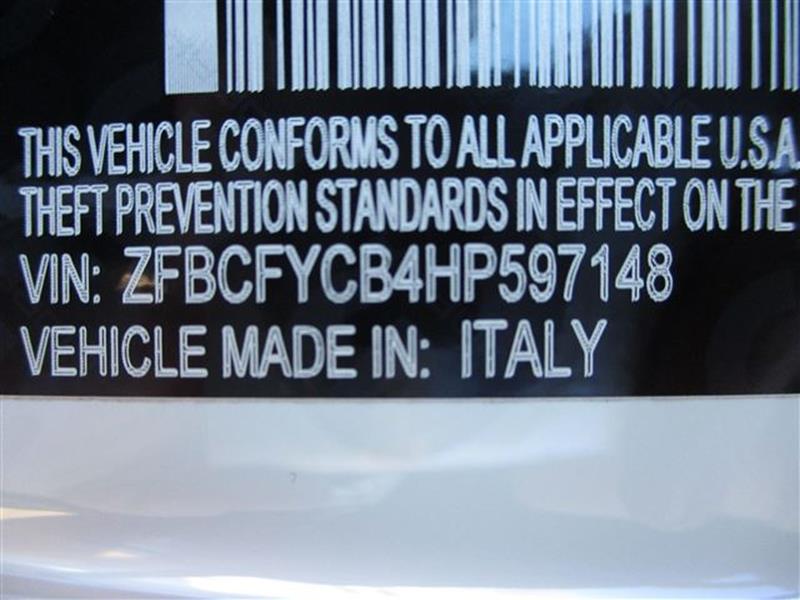 THIS VEHICLE CONFORMS TO ALL APPLICABLE U.S.A
THEFT PREVENTION STANDARDS IN EFFECT ON THE
VIN: ZFBCFYCB4HP597148
VEHICLE MADE IN: ITALY